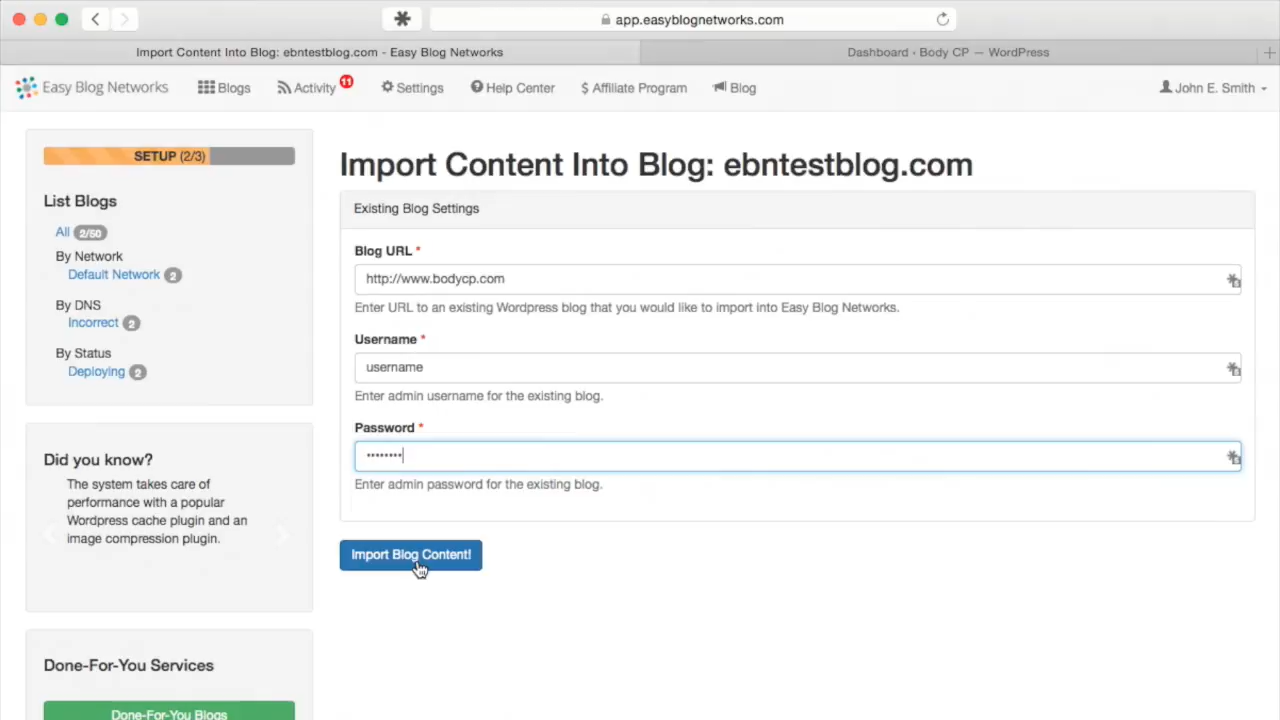 app.easyblognetworks.com
Import Content Into Blog: ebntestblog.com - Easy Blog Networks
Dashboard · Body CP — WordPress
Easy Blog Networks
Blogs
Activity 11
Settings
Help Center
$ Affiliate Program
Blog
John E. Smith
SETUP (2/3)
List Blogs
All 2/50
By Network
Default Network 2
By DNS
Incorrect 2
By Status
Deploying 2
Did you know?
The system takes care of
performance with a popular
Wordpress cache plugin and an
image compression plugin.
Done-For-You Services
Done-For-You Blogs
Import Content Into Blog: ebntestblog.com
Existing Blog Settings
Blog URL *
http://www.bodycp.com
Enter URL to an existing Wordpress blog that you would like to import into Easy Blog Networks.
Username *
username
Enter admin username for the existing blog.
Password *
••••••••
Enter admin password for the existing blog.
Import Blog Content!